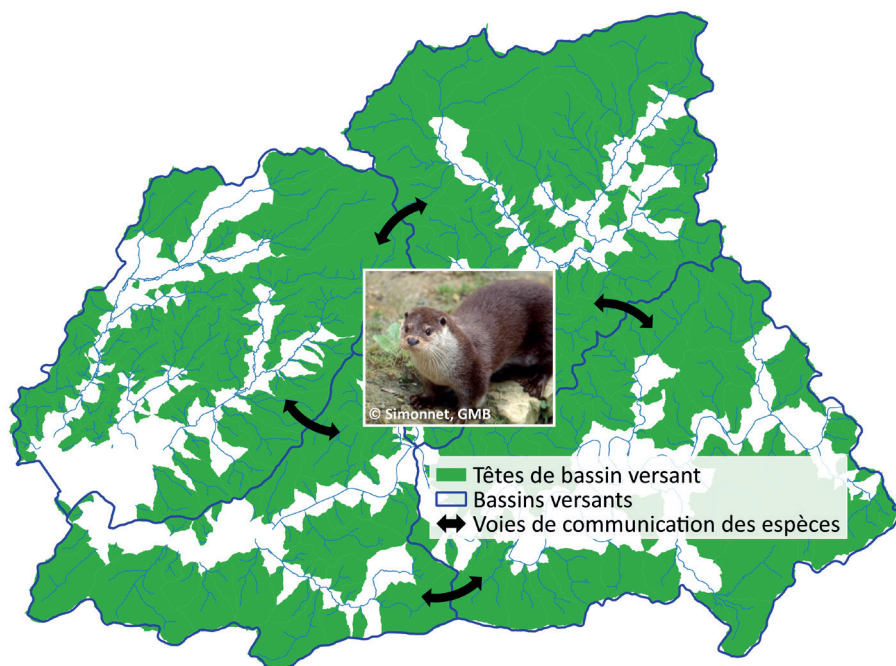 © Simonnet, GMB
Têtes de bassin versant
Bassins versants
Voies de communication des espèces